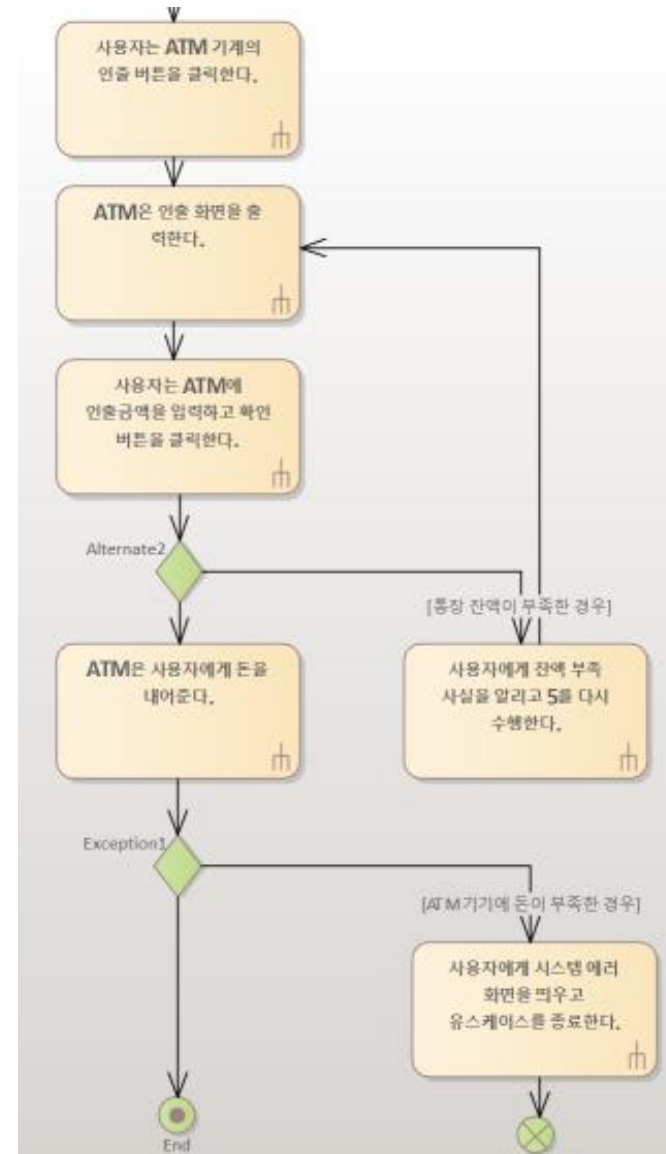 사용자는 ATM 기계의
인출 버튼을 클릭한다.
ATM은 인출 화면을 출
력한다.
사용자는 ATM에
인출금액을 입력하고 확인
버튼을 클릭한다.
Alternate2
[통장 잔액이 부족한 경우]
ATM은 사용자에게 돈을
내어준다.
사용자에게 잔액 부족
사실을 알리고 5를 다시
수행한다.
Exception1
[ATM 기기에 돈이 부족한 경우]
사용자에게 시스템 에러
화면을 띄우고
유스케이스를 종료한다.
End